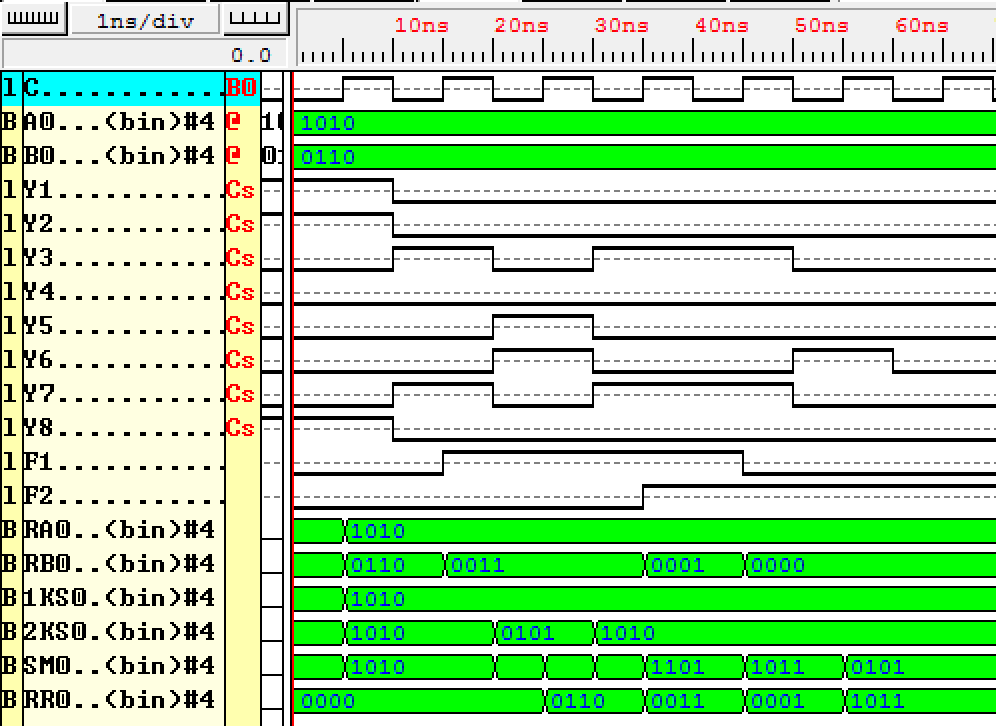 1ns/div 10ns 20ns 30ns 40ns 50ns 60ns
0.0
1 C............ B0
B A0...(bin)#4 @ 1010
B B0...(bin)#4 @ 0110
1 Y1........... Cs
1 Y2........... Cs
1 Y3........... Cs
1 Y4........... Cs
1 Y5........... Cs
1 Y6........... Cs
1 Y7........... Cs
1 Y8........... Cs
1 F1...........
1 F2...........
B RA0..(bin)#4 1010
B RB0..(bin)#4 0110 0011 0001 0000
B 1KS0.(bin)#4 1010
B 2KS0.(bin)#4 1010 0101 1010
B SM0..(bin)#4 1010 1101 1011 0101
B RR0..(bin)#4 0000 0110 0011 0001 1011